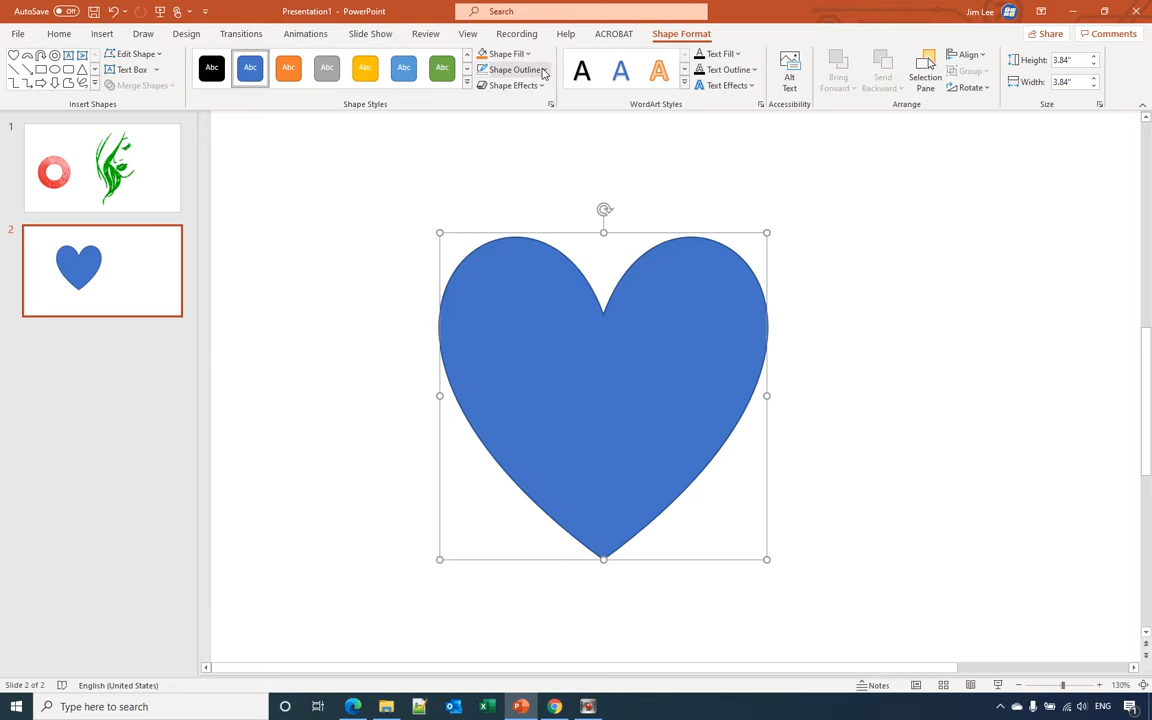 AutoSave Off Presentation1 - PowerPoint Search Jim Lee
File Home Insert Draw Design Transitions Animations Slide Show Review View Recording Help ACROBAT Shape Format Share Comments
Edit Shape Abc Abc Abc Abc Abc Abc Abc Shape Fill A A A Text Fill Align Height: 3.84"
Text Box Shape Outline Text Outline Alt Text Bring Forward Send Backward Selection Pane Group Width: 3.84"
Merge Shapes Shape Effects Text Effects Rotate
Insert Shapes Shape Styles WordArt Styles Accessibility Arrange Size
1
2
Slide 2 of 2 English (United States) Notes 130%
Type here to search ENG 1